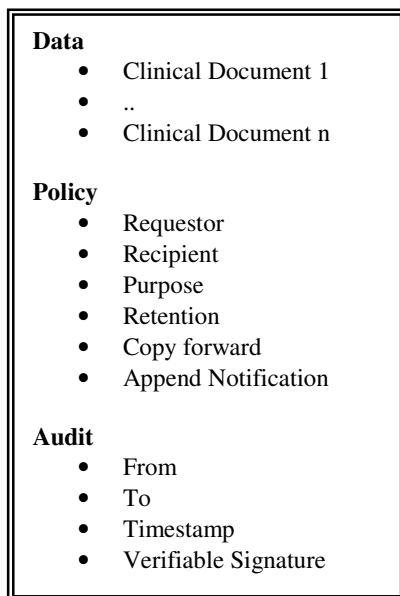 Data
• Clinical Document 1
• ..
• Clinical Document n
Policy
• Requestor
• Recipient
• Purpose
• Retention
• Copy forward
• Append Notification
Audit
• From
• To
• Timestamp
• Verifiable Signature